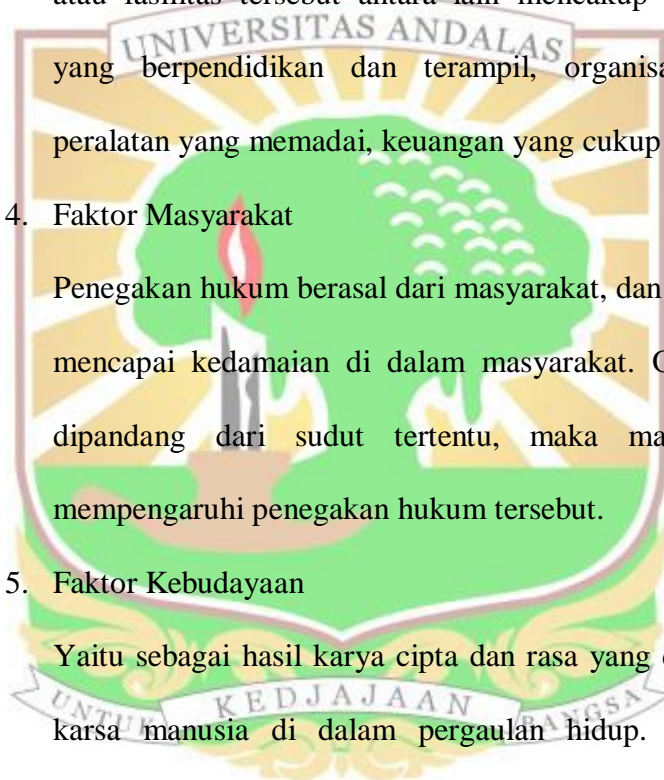 atau fasilitas tersebut antara lain mencakup
UNIVERSITAS ANDALAS
yang berpendidikan dan terampil, organisa
peralatan yang memadai, keuangan yang cukup
4. Faktor Masyarakat
Penegakan hukum berasal dari masyarakat, dan
mencapai kedamaian di dalam masyarakat. O
dipandang dari sudut tertentu, maka ma
mempengaruhi penegakan hukum tersebut.
5. Faktor Kebudayaan
Yaitu sebagai hasil karya cipta dan rasa yang
UNTUK KEDJAJAAN BANGSA
karsa manusia di dalam pergaulan hidup.